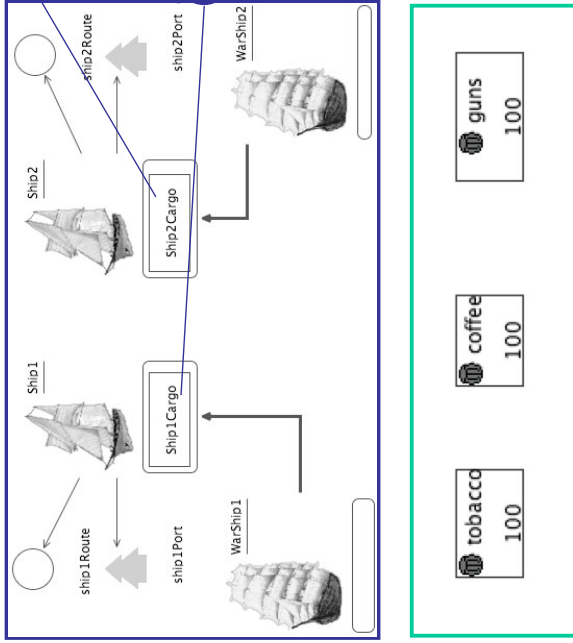 Ship1
ship1Route
ship1Port
Ship1Cargo
WarShip1
Ship2
ship2Route
ship2Port
Ship2Cargo
WarShip2
tobacco
100
coffee
100
guns
100